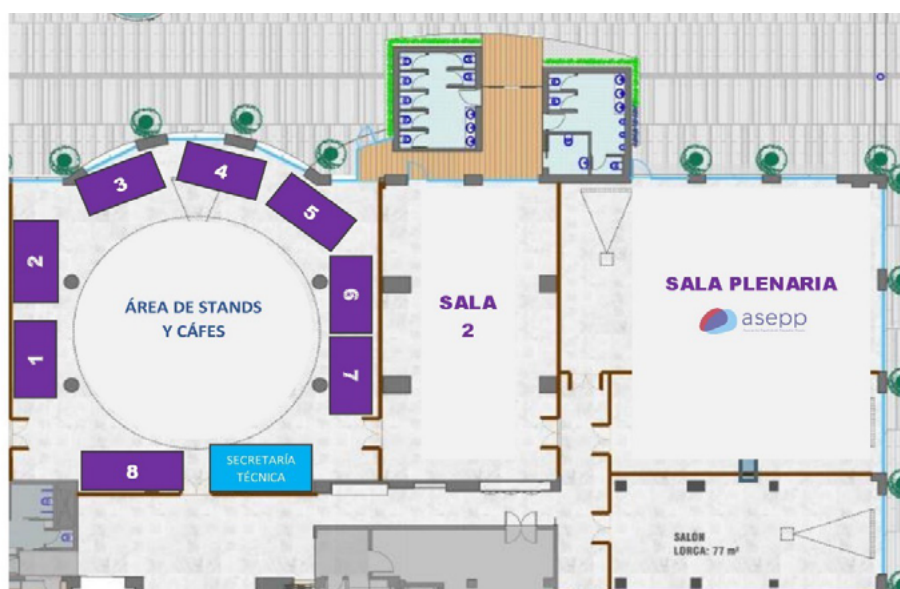 3
4
5
2
6
1
7
8
ÁREA DE STANDS
Y CÁFES
SECRETARÍA
TÉCNICA
SALA
2
SALA PLENARIA
asepp
SALÓN
LORCA: 77 m²